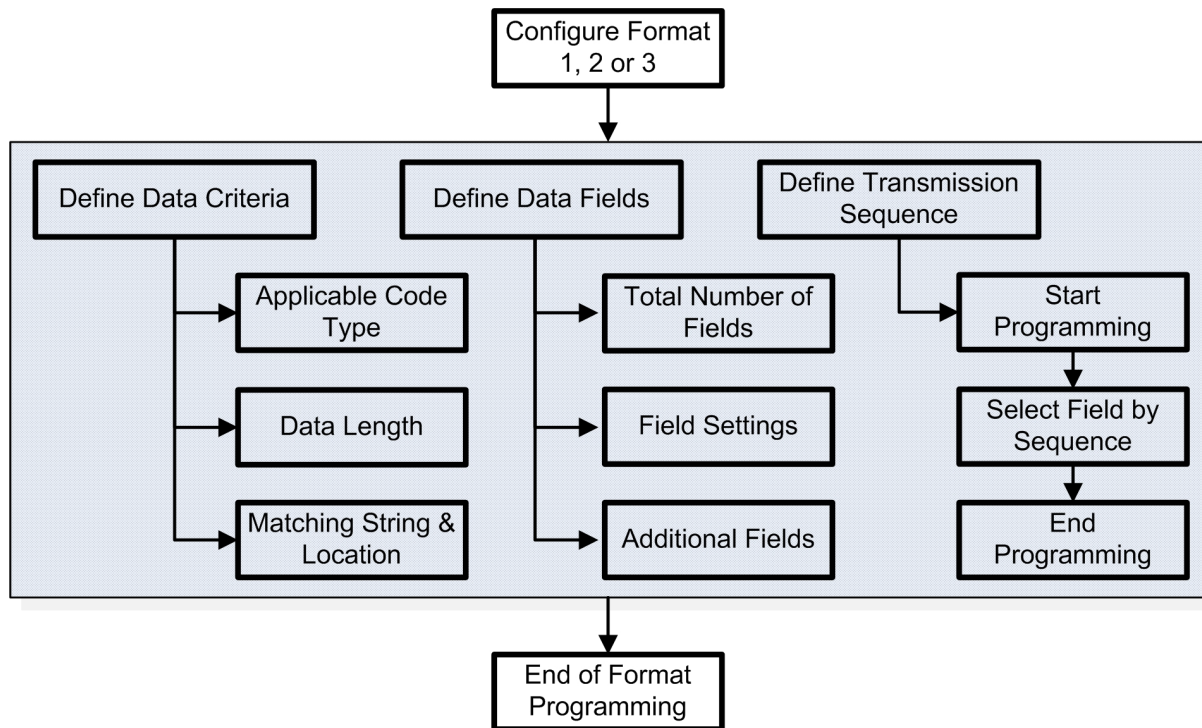 Configure Format
1, 2 or 3
Define Data Criteria
Define Data Fields
Define Transmission
Sequence
Applicable Code
Type
Total Number of
Fields
Start
Programming
Data Length
Field Settings
Select Field by
Sequence
Matching String &
Location
Additional Fields
End
Programming
End of Format
Programming